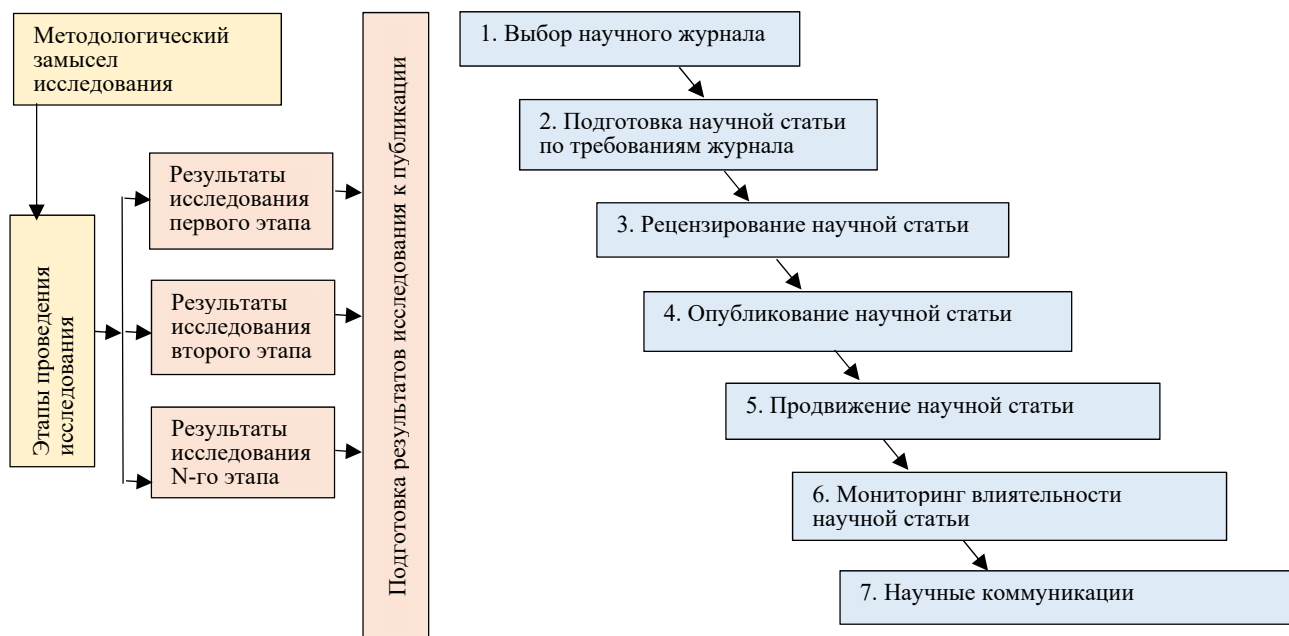 Методологический
замысел
исследования
Этапы проведения
исследования
Результаты
исследования
первого этапа
Результаты
исследования
второго этапа
Результаты
исследования
N-го этапа
Подготовка результатов исследования к публикации
1. Выбор научного журнала
2. Подготовка научной статьи
по требованиям журнала
3. Рецензирование научной статьи
4. Опубликование научной статьи
5. Продвижение научной статьи
6. Мониторинг влиятельности
научной статьи
7. Научные коммуникации